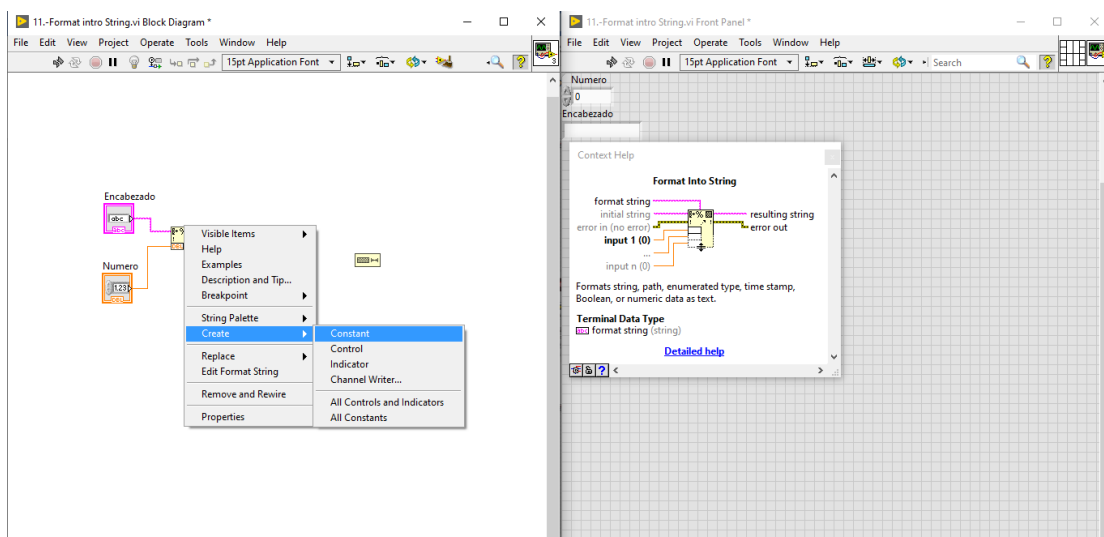 11.-Format intro String.vi Block Diagram *
File Edit View Project Operate Tools Window Help
15pt Application Font
3
Encabezado
abc
abc
Numero
1.23
Visible Items
Help
Examples
Description and Tip...
Breakpoint
String Palette
Create
Replace
Edit Format String
Remove and Rewire
Properties
Constant
Control
Indicator
Channel Writer...
All Controls and Indicators
All Constants
11.-Format intro String.vi Front Panel *
File Edit View Project Operate Tools Window Help
15pt Application Font
Search
Numero
0
Encabezado
Context Help
Format Into String
format string
initial string
error in (no error)
input 1 (0)
...
input n (0)
resulting string
error out
Formats string, path, enumerated type, time stamp,
Boolean, or numeric data as text.
Terminal Data Type
abc format string (string)
Detailed help